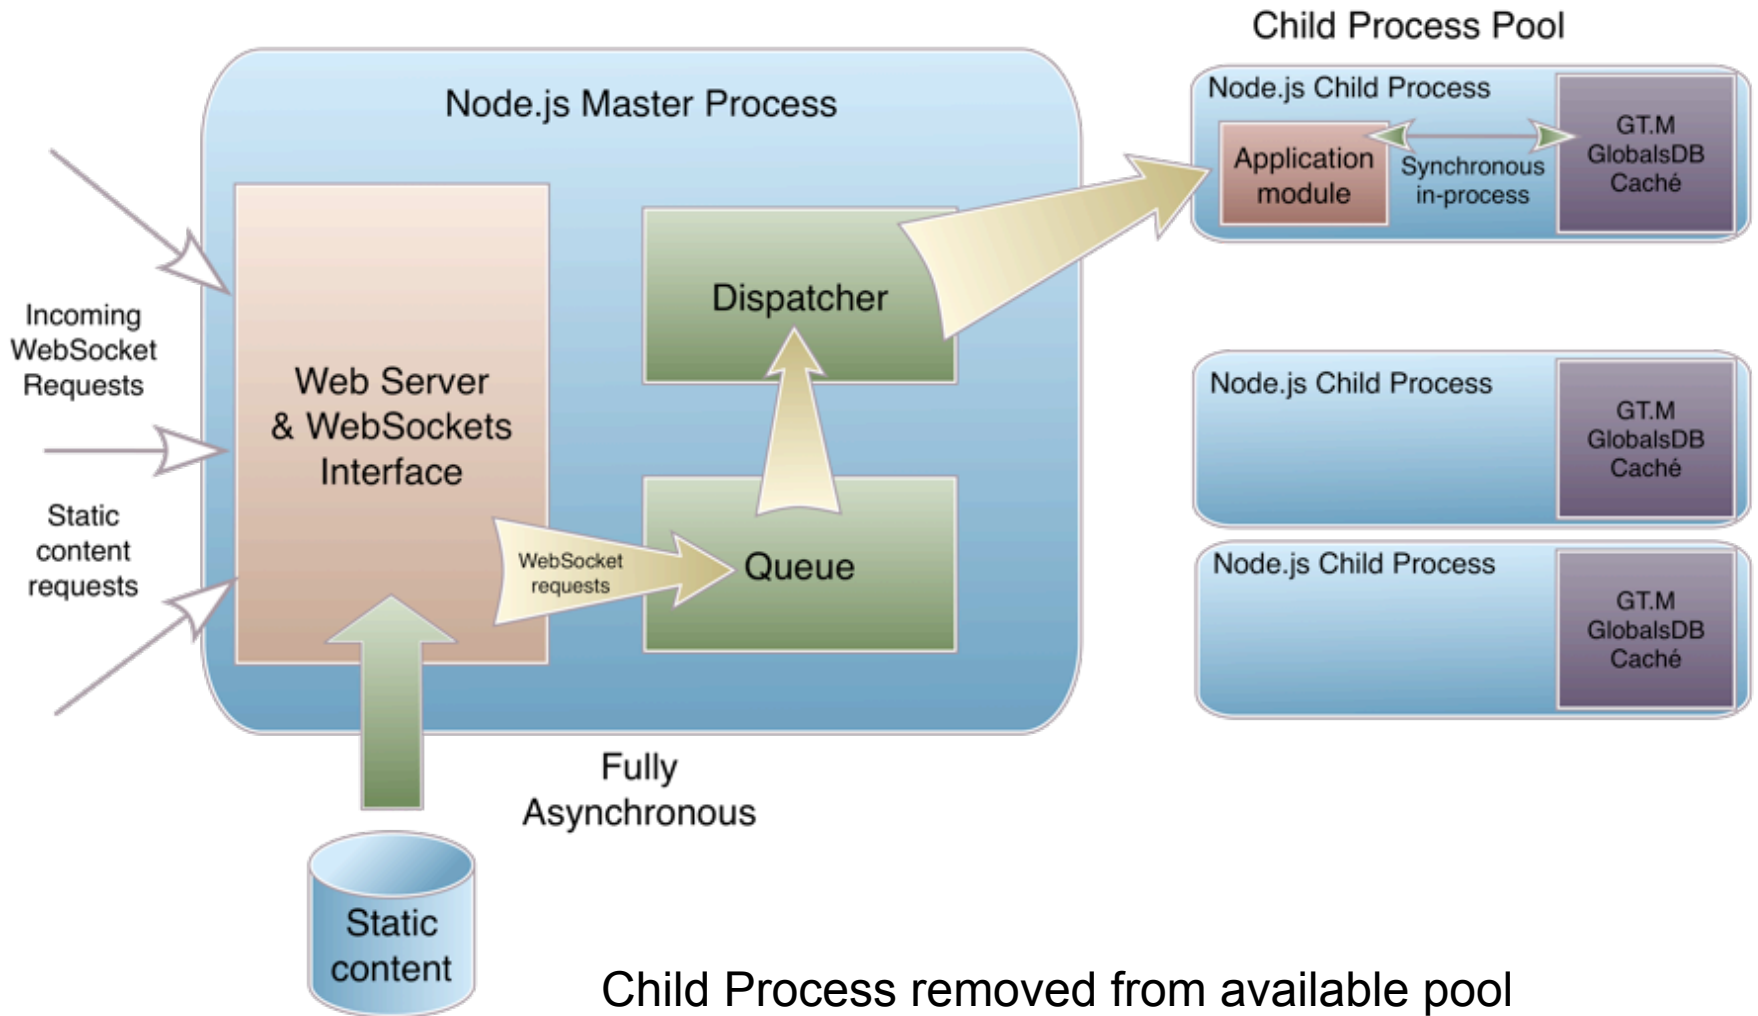 Child Process Pool
Node.js Master Process
Node.js Child Process
Application
module
Synchronous
in-process
GT.M
GlobalsDB
Caché
Incoming
WebSocket
Requests
Static
content
requests
Web Server
& WebSockets
Interface
Dispatcher
WebSocket
requests
Queue
Node.js Child Process
GT.M
GlobalsDB
Caché
Node.js Child Process
GT.M
GlobalsDB
Caché
Fully
Asynchronous
Static
content
Child Process removed from available pool